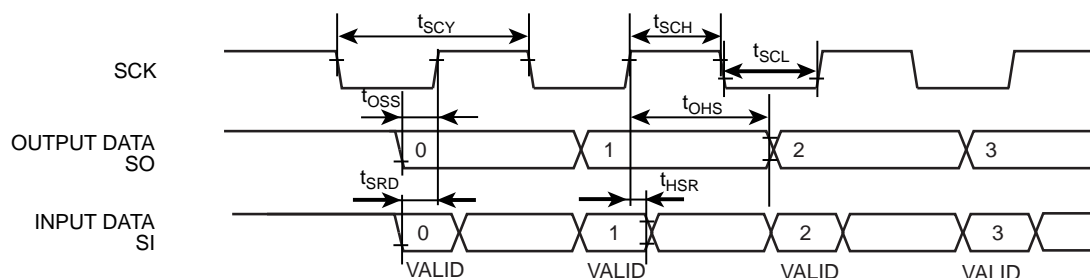 tSCY
tSCH
SCK
tSCL
tOSS
tOHS
OUTPUT DATA
SO
0
1
2
3
tSRD
tHSR
INPUT DATA
SI
0
1
2
3
VALID
VALID
VALID
VALID